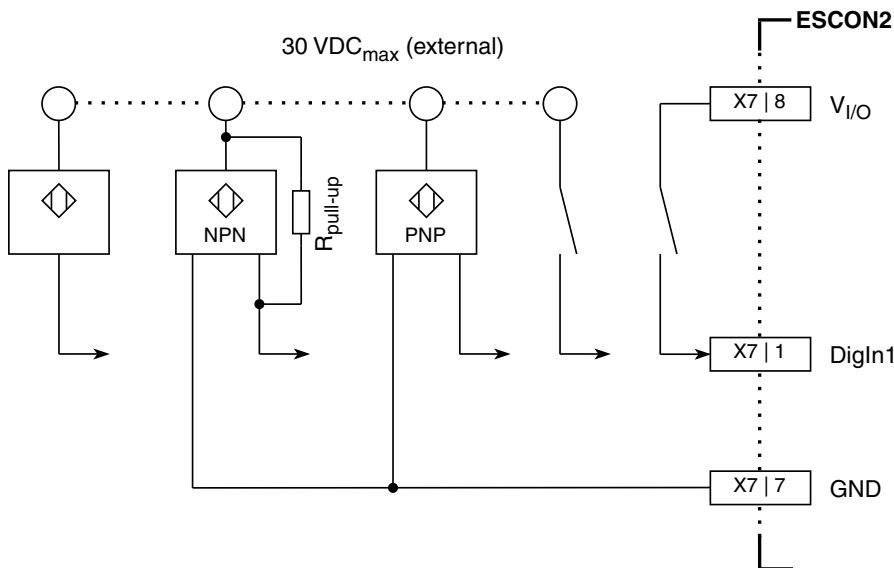 ESCON2
30 VDCmax (external)
X7 | 8
VI/O
NPN
Rpull-up
PNP
X7 | 1
DigIn1
X7 | 7
GND